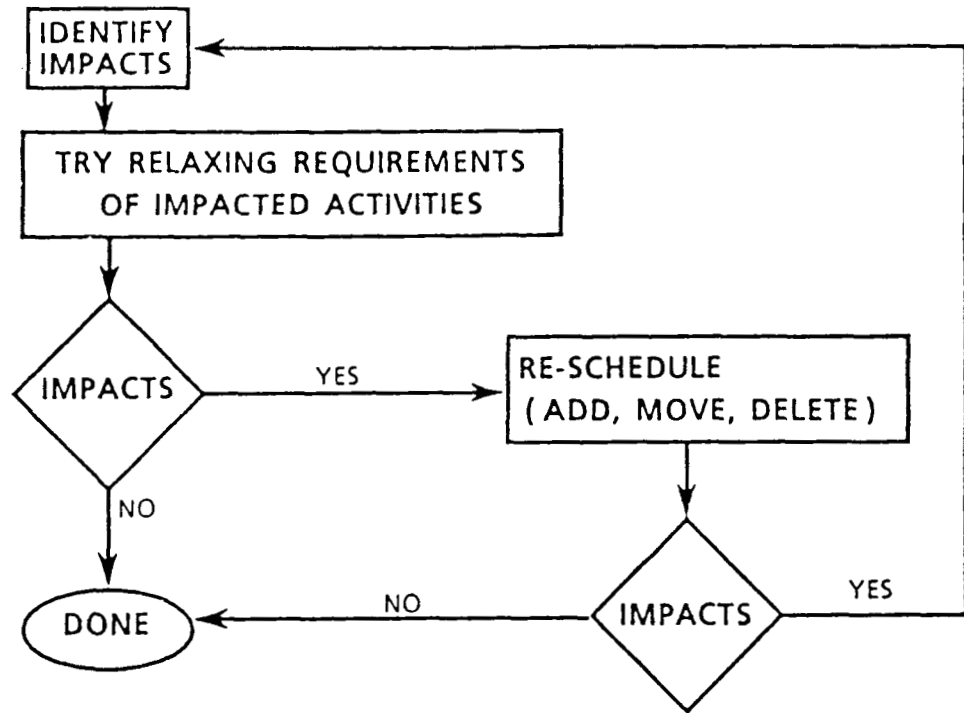 IDENTIFY
IMPACTS
TRY RELAXING REQUIREMENTS
OF IMPACTED ACTIVITIES
IMPACTS
YES
RE-SCHEDULE
( ADD, MOVE, DELETE )
NO
DONE
NO
IMPACTS
YES